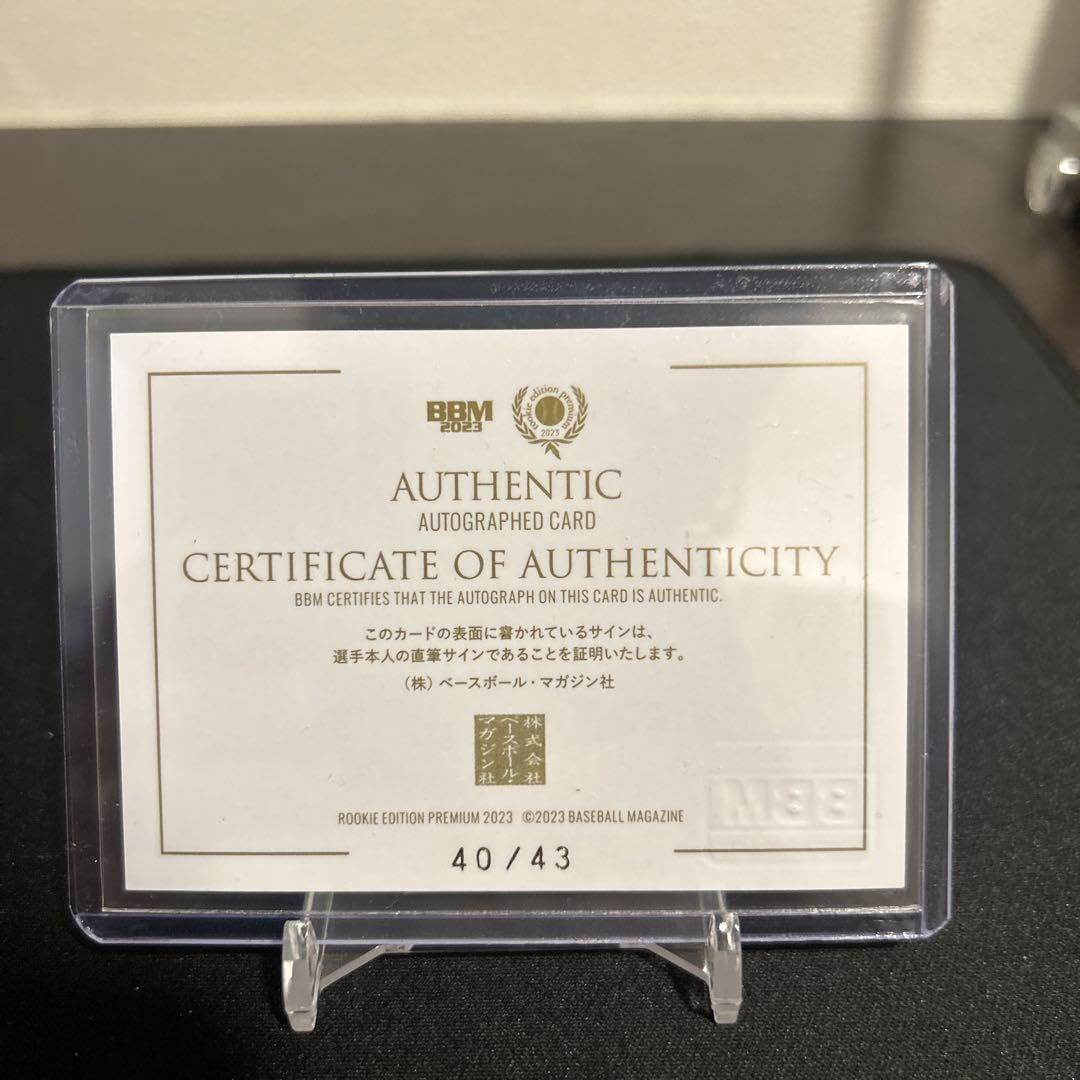 BBM
2023
rookie edition premium
2023
AUTHENTIC
AUTOGRAPHED CARD
CERTIFICATE OF AUTHENTICITY
BBM CERTIFIES THAT THE AUTOGRAPH ON THIS CARD IS AUTHENTIC.
このカードの表面に書かれているサインは、
選手本人の直筆サインであることを証明いたします。
（株）ベースボール・マガジン社
株式会社
ベースボール・
マガジン社
ROOKIE EDITION PREMIUM 2023 ©2023 BASEBALL MAGAZINE
BBM
40/43